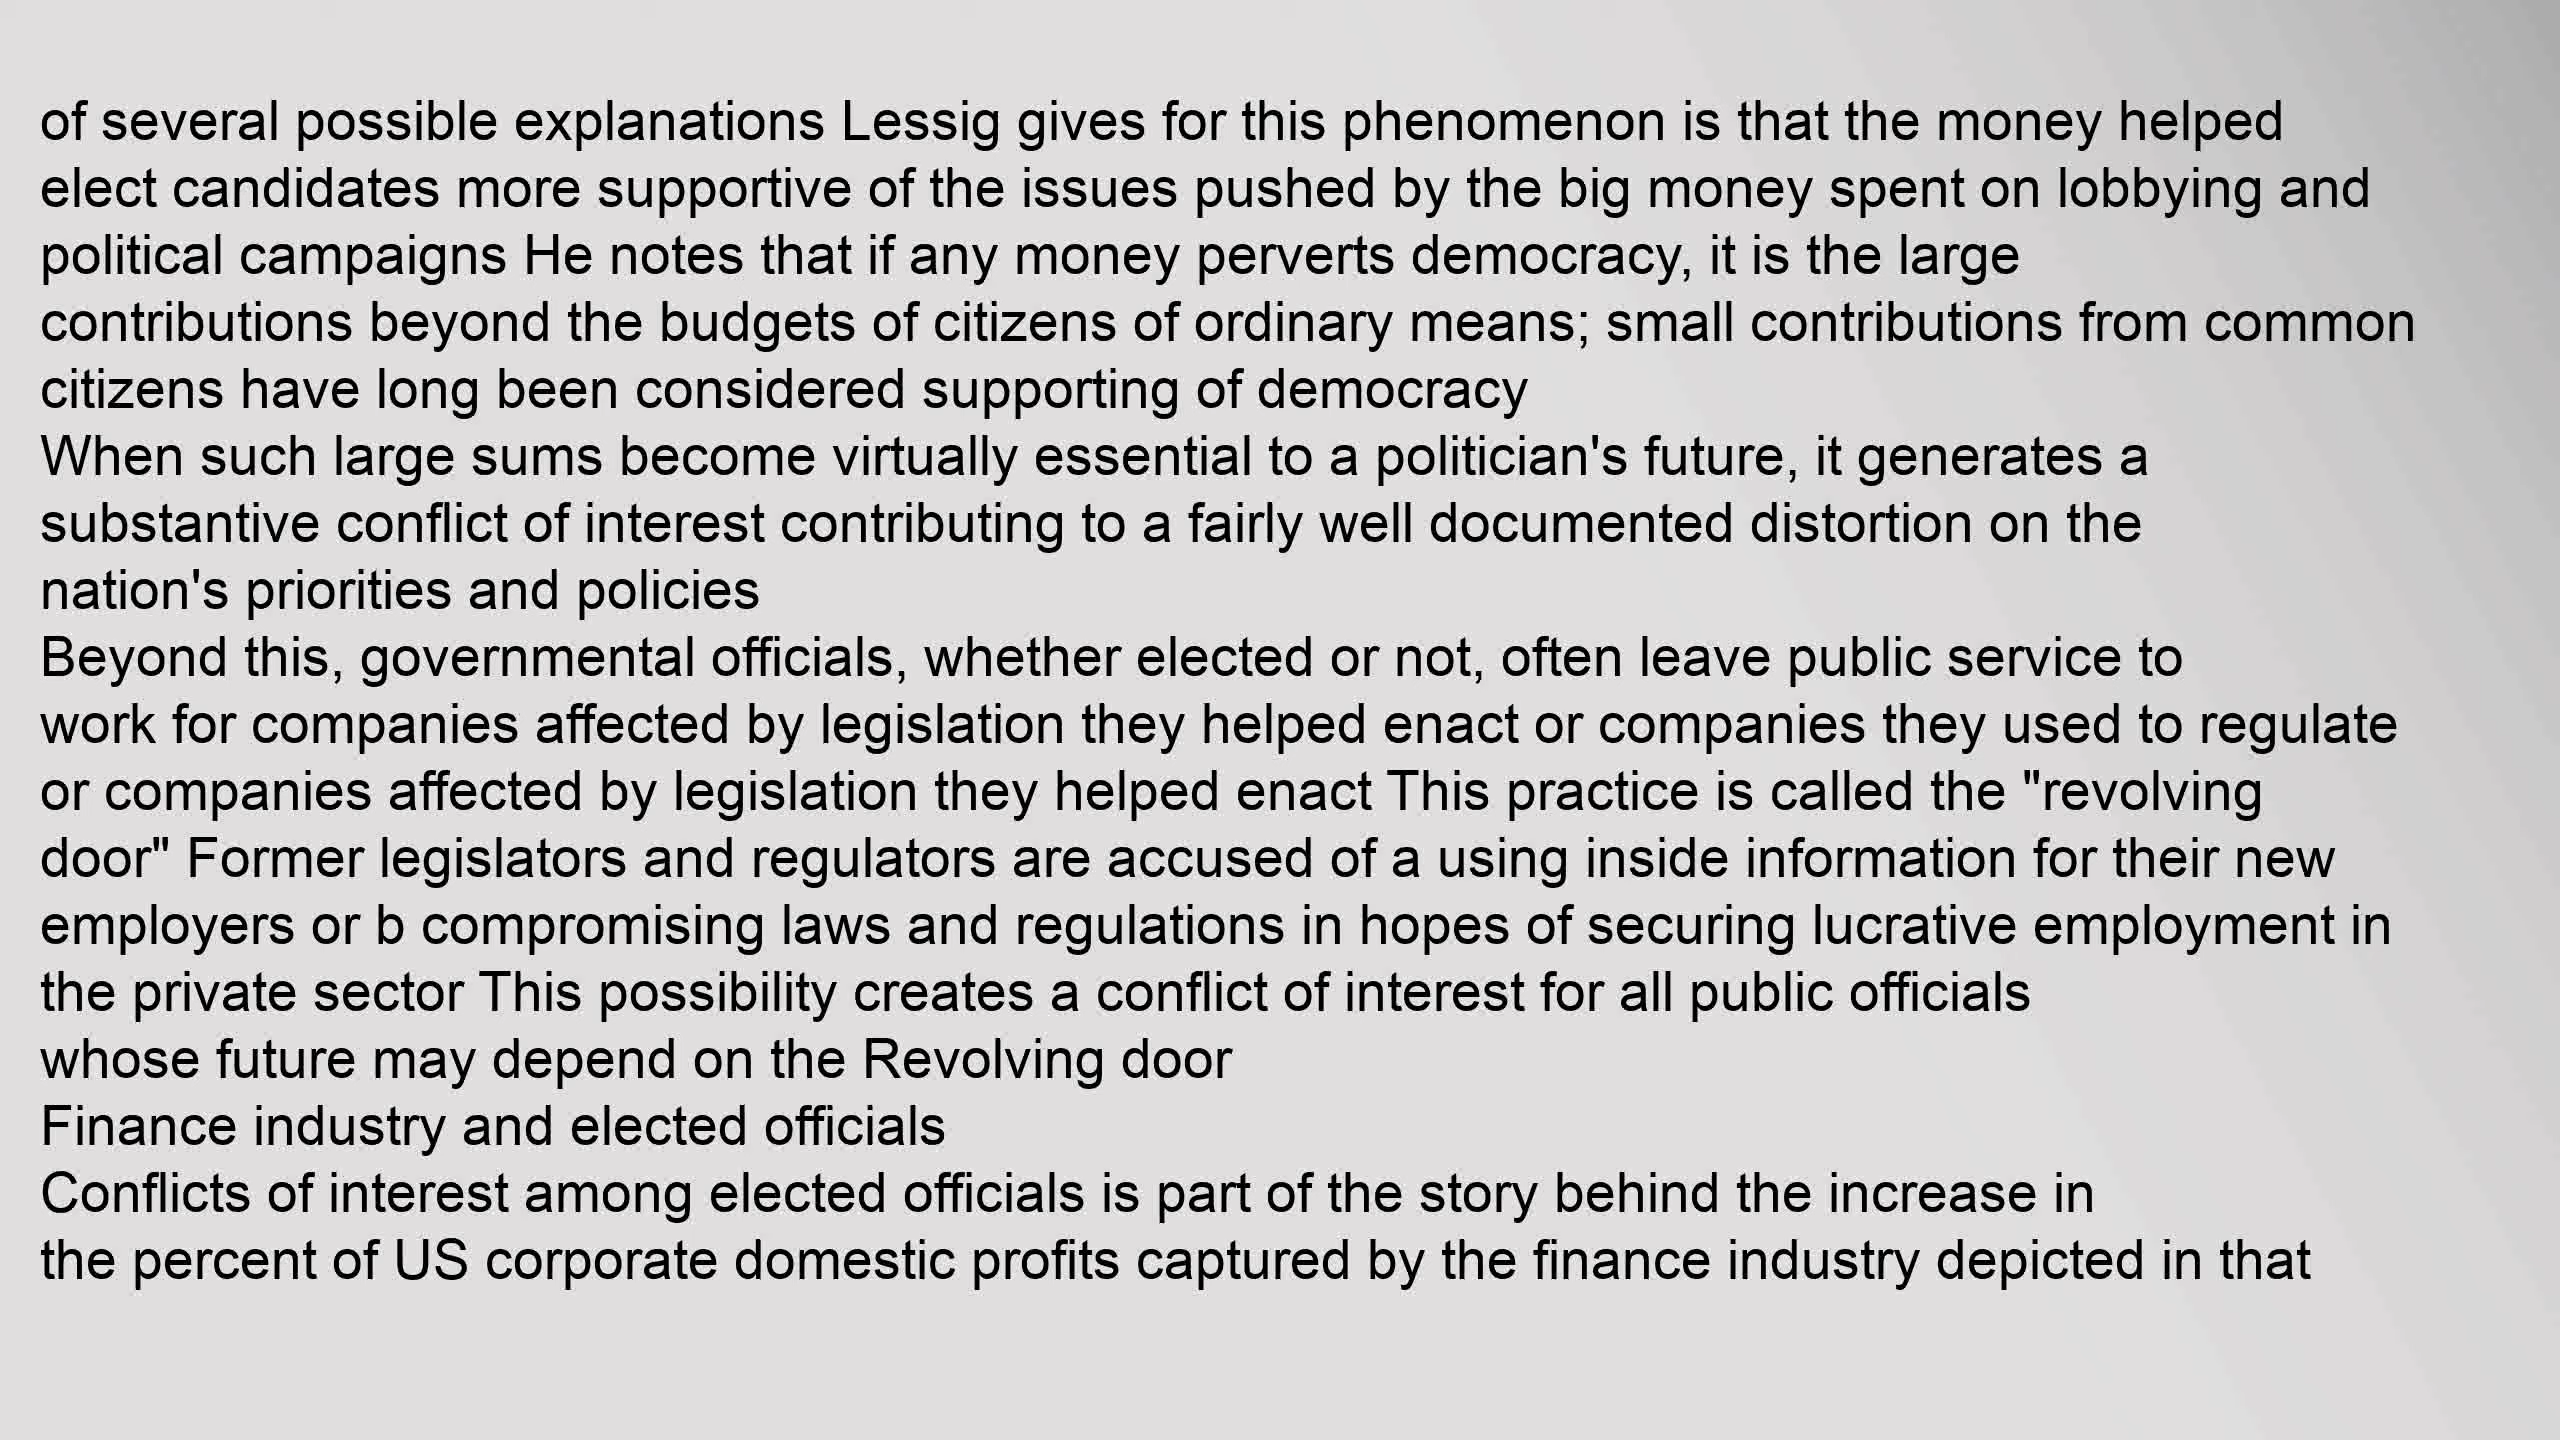 of several possible explanations Lessig gives for this phenomenon is that the money helped
elect candidates more supportive of the issues pushed by the big money spent on lobbying and
political campaigns He notes that if any money perverts democracy, it is the large
contributions beyond the budgets of citizens of ordinary means; small contributions from common
citizens have long been considered supporting of democracy
When such large sums become virtually essential to a politician's future, it generates a
substantive conflict of interest contributing to a fairly well documented distortion on the
nation's priorities and policies
Beyond this, governmental officials, whether elected or not, often leave public service to
work for companies affected by legislation they helped enact or companies they used to regulate
or companies affected by legislation they helped enact This practice is called the "revolving
door" Former legislators and regulators are accused of a using inside information for their new
employers or b compromising laws and regulations in hopes of securing lucrative employment in
the private sector This possibility creates a conflict of interest for all public officials
whose future may depend on the Revolving door
Finance industry and elected officials
Conflicts of interest among elected officials is part of the story behind the increase in
the percent of US corporate domestic profits captured by the finance industry depicted in that